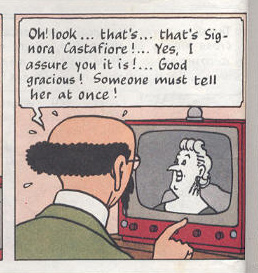 Oh! look ... that's ... that's Sig-
nora Castafiore!... Yes, I
assure you it is!... Good
gracious! Someone must tell
her at once!